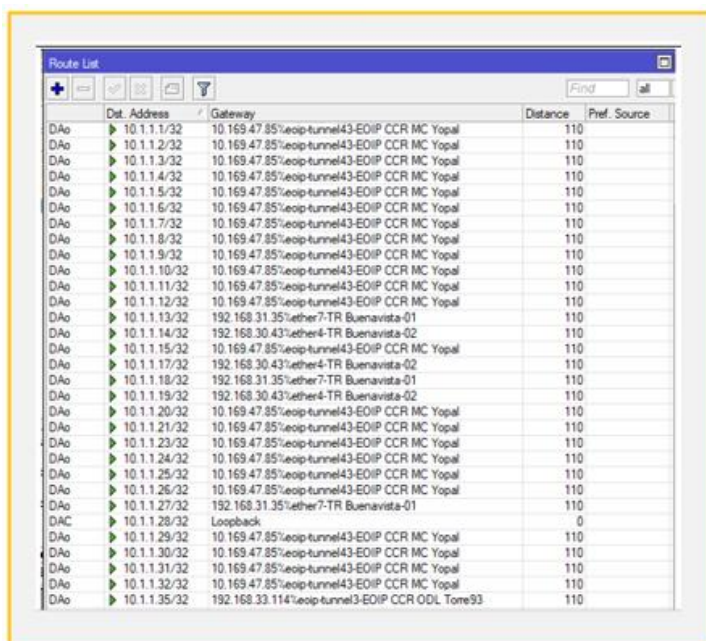 Route List
Find all
Dst. Address Gateway Distance Pref. Source
DAo 10.1.1.1/32 10.169.47.85%eoip-tunnel43-EOIP CCR MC Yopal 110
DAo 10.1.1.2/32 10.169.47.85%eoip-tunnel43-EOIP CCR MC Yopal 110
DAo 10.1.1.3/32 10.169.47.85%eoip-tunnel43-EOIP CCR MC Yopal 110
DAo 10.1.1.4/32 10.169.47.85%eoip-tunnel43-EOIP CCR MC Yopal 110
DAo 10.1.1.5/32 10.169.47.85%eoip-tunnel43-EOIP CCR MC Yopal 110
DAo 10.1.1.6/32 10.169.47.85%eoip-tunnel43-EOIP CCR MC Yopal 110
DAo 10.1.1.7/32 10.169.47.85%eoip-tunnel43-EOIP CCR MC Yopal 110
DAo 10.1.1.8/32 10.169.47.85%eoip-tunnel43-EOIP CCR MC Yopal 110
DAo 10.1.1.9/32 10.169.47.85%eoip-tunnel43-EOIP CCR MC Yopal 110
DAo 10.1.1.10/32 10.169.47.85%eoip-tunnel43-EOIP CCR MC Yopal 110
DAo 10.1.1.11/32 10.169.47.85%eoip-tunnel43-EOIP CCR MC Yopal 110
DAo 10.1.1.12/32 10.169.47.85%eoip-tunnel43-EOIP CCR MC Yopal 110
DAo 10.1.1.13/32 192.168.31.35%ether7-TR Buenavista-01 110
DAo 10.1.1.14/32 192.168.30.43%ether4-TR Buenavista-02 110
DAo 10.1.1.15/32 10.169.47.85%eoip-tunnel43-EOIP CCR MC Yopal 110
DAo 10.1.1.17/32 192.168.30.43%ether4-TR Buenavista-02 110
DAo 10.1.1.18/32 192.168.31.35%ether7-TR Buenavista-01 110
DAo 10.1.1.19/32 192.168.30.43%ether4-TR Buenavista-02 110
DAo 10.1.1.20/32 10.169.47.85%eoip-tunnel43-EOIP CCR MC Yopal 110
DAo 10.1.1.21/32 10.169.47.85%eoip-tunnel43-EOIP CCR MC Yopal 110
DAo 10.1.1.23/32 10.169.47.85%eoip-tunnel43-EOIP CCR MC Yopal 110
DAo 10.1.1.24/32 10.169.47.85%eoip-tunnel43-EOIP CCR MC Yopal 110
DAo 10.1.1.25/32 10.169.47.85%eoip-tunnel43-EOIP CCR MC Yopal 110
DAo 10.1.1.26/32 10.169.47.85%eoip-tunnel43-EOIP CCR MC Yopal 110
DAo 10.1.1.27/32 192.168.31.35%ether7-TR Buenavista-01 110
DAC 10.1.1.28/32 Loopback 0
DAo 10.1.1.29/32 10.169.47.85%eoip-tunnel43-EOIP CCR MC Yopal 110
DAo 10.1.1.30/32 10.169.47.85%eoip-tunnel43-EOIP CCR MC Yopal 110
DAo 10.1.1.31/32 10.169.47.85%eoip-tunnel43-EOIP CCR MC Yopal 110
DAo 10.1.1.32/32 10.169.47.85%eoip-tunnel43-EOIP CCR MC Yopal 110
DAo 10.1.1.35/32 192.168.33.114%eoip-tunnel3-EOIP CCR ODL Torre93 110